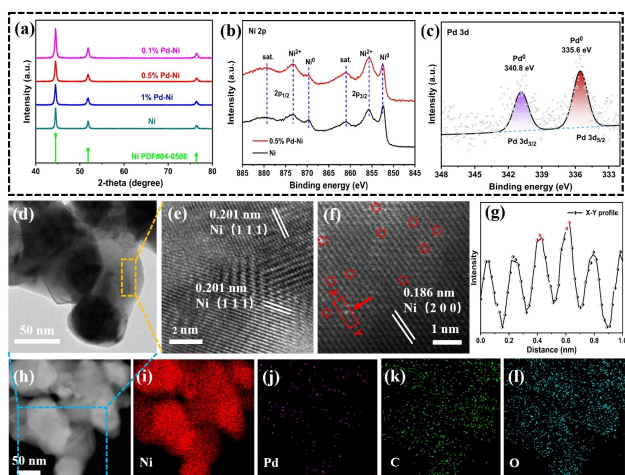 (a)
0.1% Pd-Ni
0.5% Pd-Ni
1% Pd-Ni
Ni
Ni PDF#04-0508
Intensity (a.u.)
40 50 60 70 80
2-theta (degree)
(b)
Ni 2p
sat. Ni2+ Ni0 sat. Ni2+ Ni0
2p1/2 2p3/2
0.5% Pd-Ni
Ni
Intensity (a.u.)
885 880 870 865 860 855 850 845
Binding energy (eV)
(c)
Pd 3d
Pd0
335.6 eV
Pd0
340.8 eV
Pd 3d3/2
Pd 3d5/2
Intensity (a.u.)
348 345 342 339 336 333
Binding energy (eV)
(d)
50 nm
(e)
0.201 nm
Ni (1 1 1)
0.201 nm
Ni (1 1 1)
2 nm
(f)
X
Y
0.186 nm
Ni (2 0 0)
1 nm
(g)
X-Y profile
Intensity
0.0 0.2 0.4 0.6 0.8 1.0
Distance (nm)
(h)
50 nm
(i)
Ni
(j)
Pd
(k)
C
(l)
O